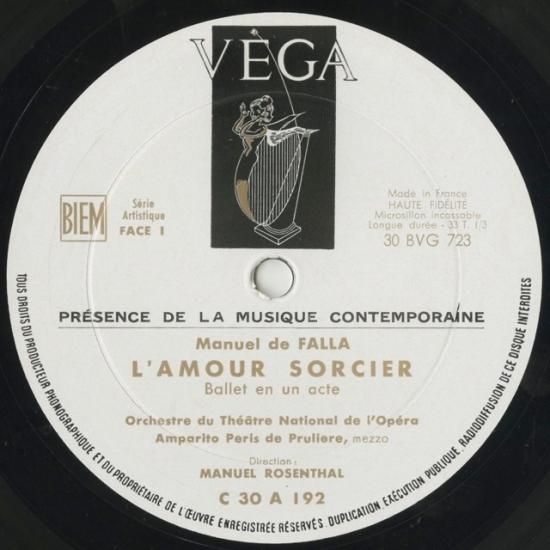 VÈGA
BIEM
Série
Artistique
FACE I
Made in France
HAUTE FIDÉLITÉ
Microsillon incassable
Longue durée - 33 T. 1/3
30 BVG 723
PRÉSENCE DE LA MUSIQUE CONTEMPORAÏNE
Manuel de FALLA
L'AMOUR SORCIER
Ballet en un acte
Orchestre du Théâtre National de i'Opéra
Amparito Peris de Pruliere, mezzo
Direction:
MANUEL ROSENTHAL
C 30 A 192
TOUS DROITS DU PRODUCTEUR PHONOGRAPHIQUE ET DU PROPRIÉTAIRE DE L'ŒUVRE ENREGISTRÉE RÉSERVÉS. DUPLICATION, EXÉCUTION PUBLIQUE, RADIODIFFUSION DE CE DISQUE INTERDITES